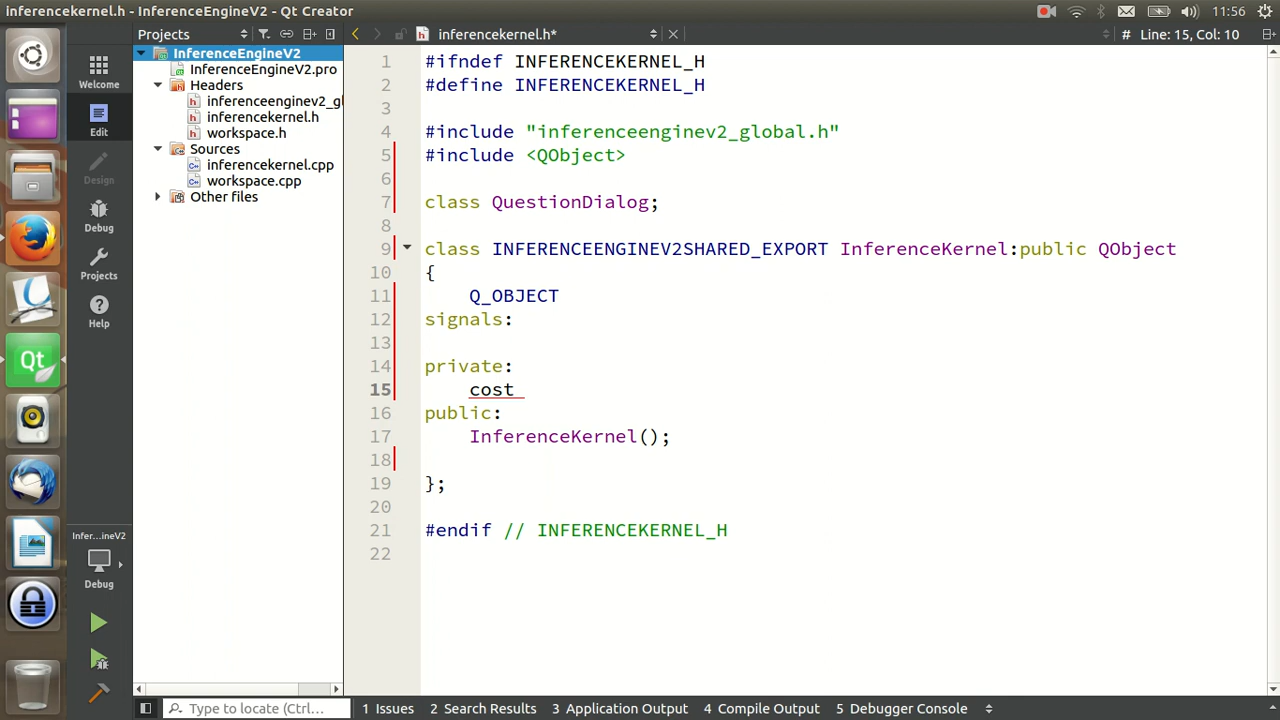 inferencekernel.h - InferenceEngineV2 - Qt Creator
11:56
Projects
inferencekernel.h*
# Line: 15, Col: 10
Welcome
Edit
Design
Debug
Projects
Help
Infer...ineV2
Debug
InferenceEngineV2
InferenceEngineV2.pro
Headers
inferenceenginev2_gl
inferencekernel.h
workspace.h
Sources
inferencekernel.cpp
workspace.cpp
Other files
1 #ifndef INFERENCEKERNEL_H
2 #define INFERENCEKERNEL_H
3
4 #include "inferenceenginev2_global.h"
5 #include <QObject>
6
7 class QuestionDialog;
8
9 class INFERENCEENGINEV2SHARED_EXPORT InferenceKernel:public QObject
10 {
11 Q_OBJECT
12 signals:
13
14 private:
15 cost
16 public:
17 InferenceKernel();
18
19 };
20
21 #endif // INFERENCEKERNEL_H
22
Type to locate (Ctrl...
1 Issues 2 Search Results 3 Application Output 4 Compile Output 5 Debugger Console